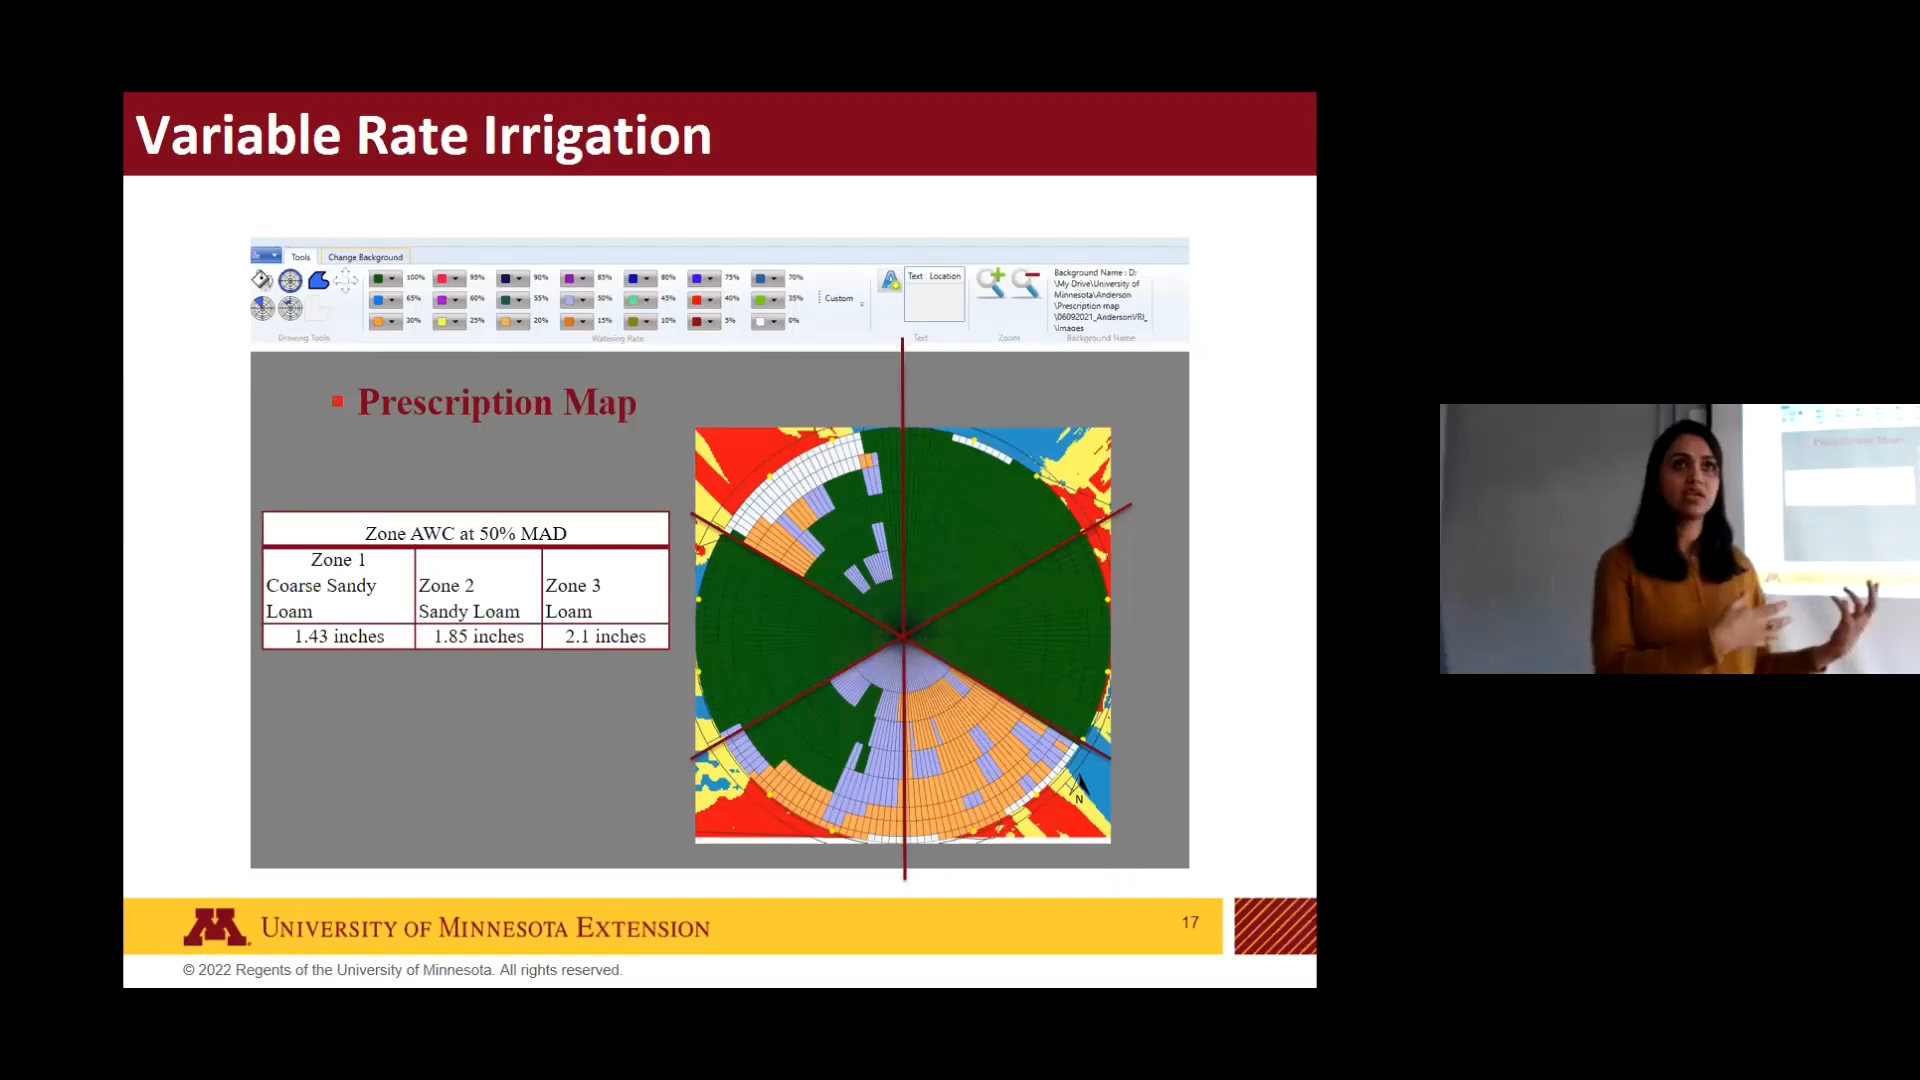 Variable Rate Irrigation
Tools Change Background
100% 95% 90% 85% 80% 75% 70%
65% 60% 55% 50% 45% 40% 35%
30% 25% 20% 15% 10% 5% 0%
Custom
Text Location
Background Name : D:
\My Drive\University of
Minnesota\Anderson
\Prescription map
\06092021_AndersonVRI_
\Images
Drawing Tools Watering Rate Text Zoom Background Name
Prescription Map
Zone AWC at 50% MAD
Zone 1
Coarse Sandy
Loam
Zone 2
Sandy Loam
Zone 3
Loam
1.43 inches 1.85 inches 2.1 inches
N
M
UNIVERSITY OF MINNESOTA EXTENSION
17
© 2022 Regents of the University of Minnesota. All rights reserved.
Prescription Map